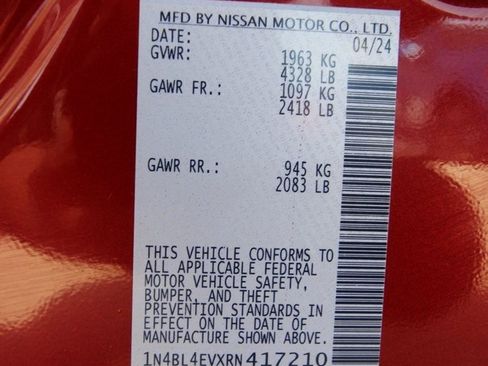 MFD BY NISSAN MOTOR CO., LTD.
DATE: 04/24
GVWR: 1963 KG
4328 LB
GAWR FR.: 1097 KG
2418 LB
GAWR RR.: 945 KG
2083 LB
THIS VEHICLE CONFORMS TO
ALL APPLICABLE FEDERAL
MOTOR VEHICLE SAFETY,
BUMPER, AND THEFT
PREVENTION STANDARDS IN
EFFECT ON THE DATE OF
MANUFACTURE SHOWN ABOVE.
1N4BL4EVXRN417210